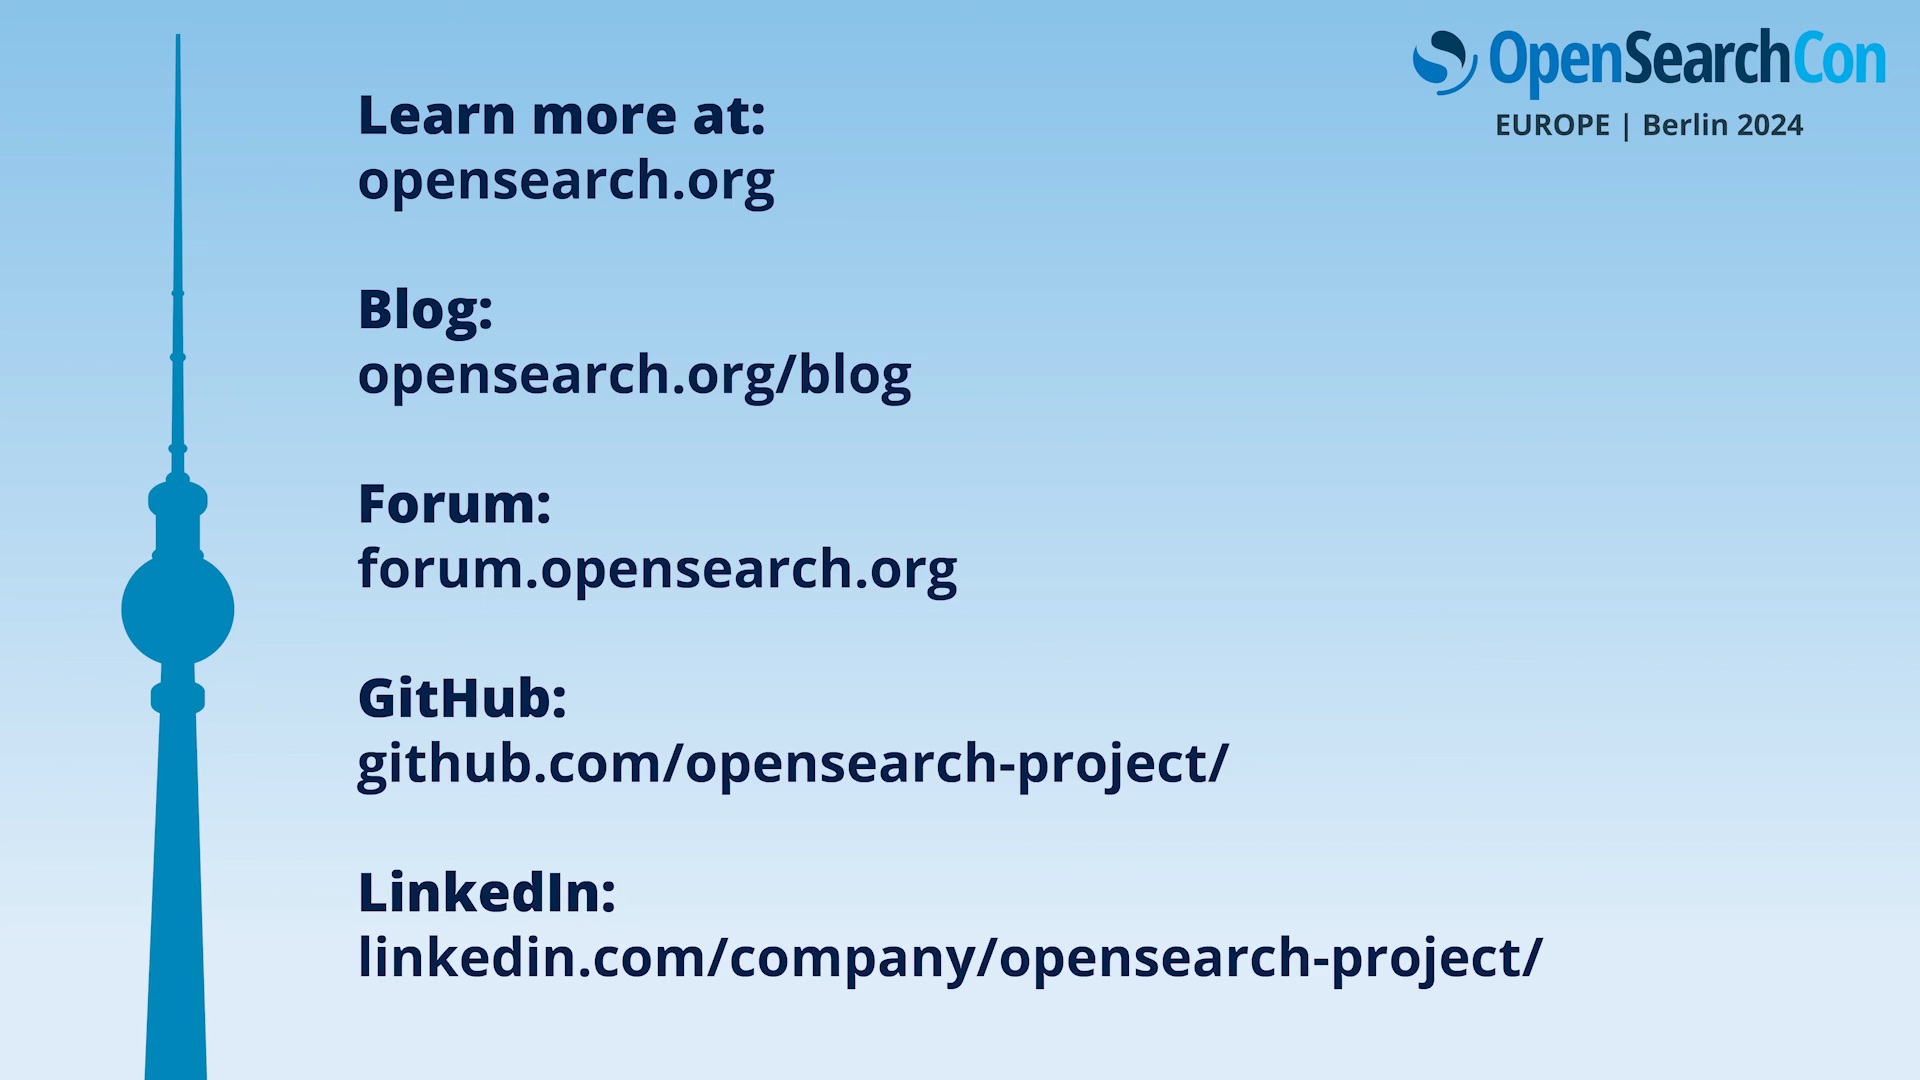 OpenSearchCon
EUROPE | Berlin 2024
Learn more at:
opensearch.org
Blog:
opensearch.org/blog
Forum:
forum.opensearch.org
GitHub:
github.com/opensearch-project/
LinkedIn:
linkedin.com/company/opensearch-project/